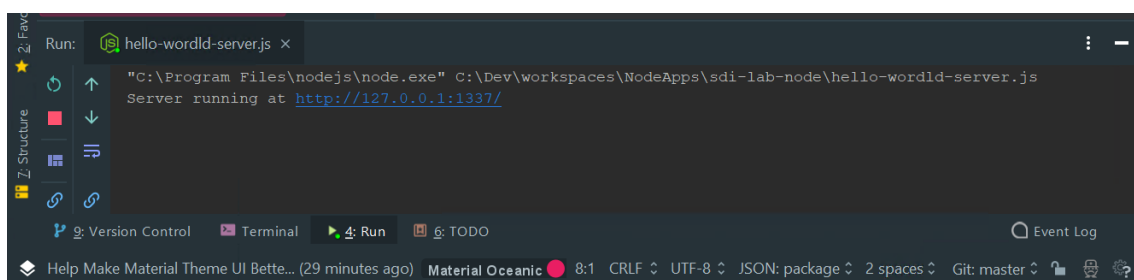 2: Favo
Run: hello-wordld-server.js ×
"C:\Program Files\nodejs\node.exe" C:\Dev\workspaces\NodeApps\sdi-lab-node\hello-wordld-server.js
Server running at http://127.0.0.1:1337/
Z: Structure
9: Version Control Terminal 4: Run 6: TODO Event Log
Help Make Material Theme UI Bette... (29 minutes ago) Material Oceanic 8:1 CRLF UTF-8 JSON: package 2 spaces Git: master